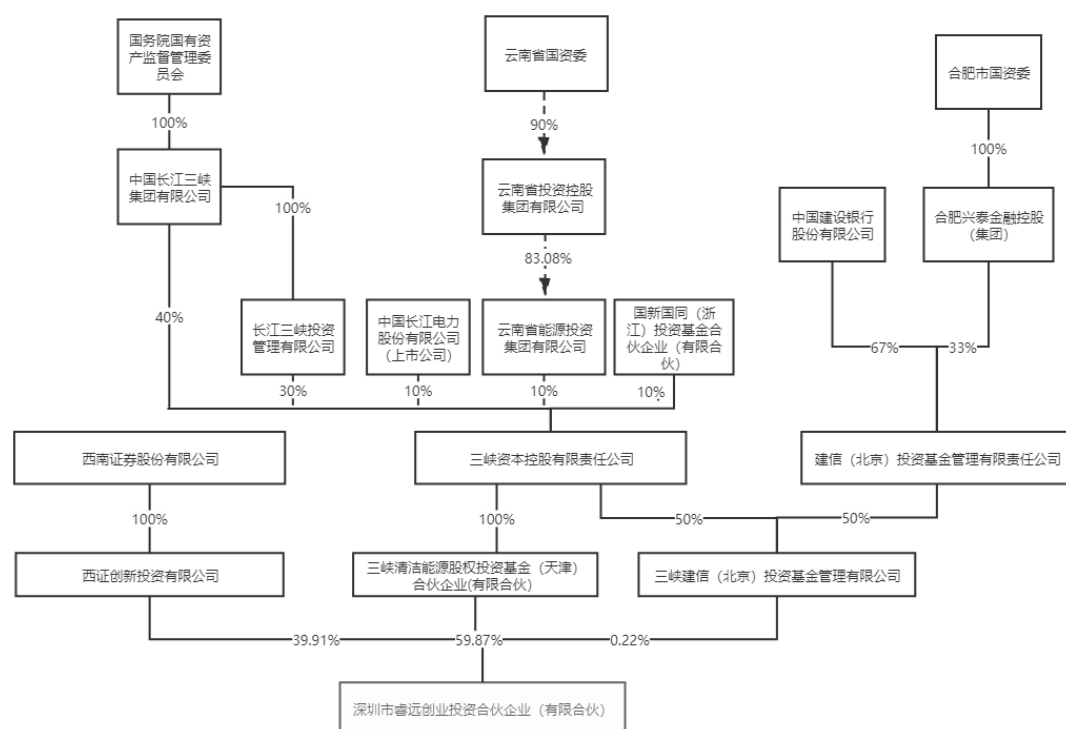 国务院国有资
产监督管理委
员会
云南省国资委
合肥市国资委
100%
90%
100%
中国长江三峡
集团有限公司
云南省投资控股
集团有限公司
中国建设银行
股份有限公司
合肥兴泰金融控股
（集团）
100%
83.08%
40%
长江三峡投资
管理有限公司
中国长江电力
股份有限公司
（上市公司）
云南省能源投资
集团有限公司
国新国同（浙
江）投资基金合
伙企业（有限合
伙）
67%
33%
30%
10%
10%
10%
西南证券股份有限公司
三峡资本控股有限责任公司
建信（北京）投资基金管理有限责任公司
100%
100%
50%
50%
西证创新投资有限公司
三峡清洁能源股权投资基金（天津）
合伙企业(有限合伙)
三峡建信（北京）投资基金管理有限公司
39.91%
59.87%
0.22%
深圳市睿远创业投资合伙企业（有限合伙）